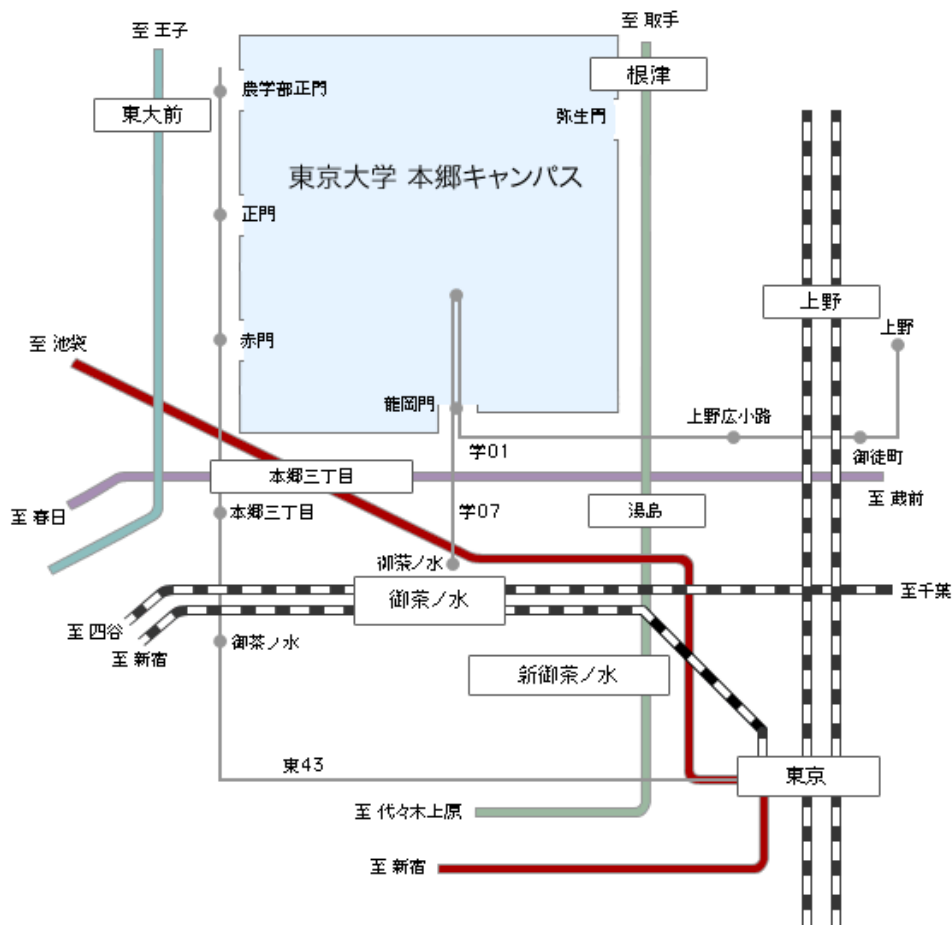 至 王子
至 取手
根津
農学部正門
東大前
弥生門
東京大学 本郷キャンパス
正門
上野
上野
至 池袋
赤門
龍岡門
上野広小路
学01
御徒町
本郷三丁目
至 蔵前
至 春日
本郷三丁目
学07
湯島
御茶ノ水
御茶ノ水
至千葉
至 四谷
至 新宿
御茶ノ水
新御茶ノ水
東43
東京
至 代々木上原
至 新宿